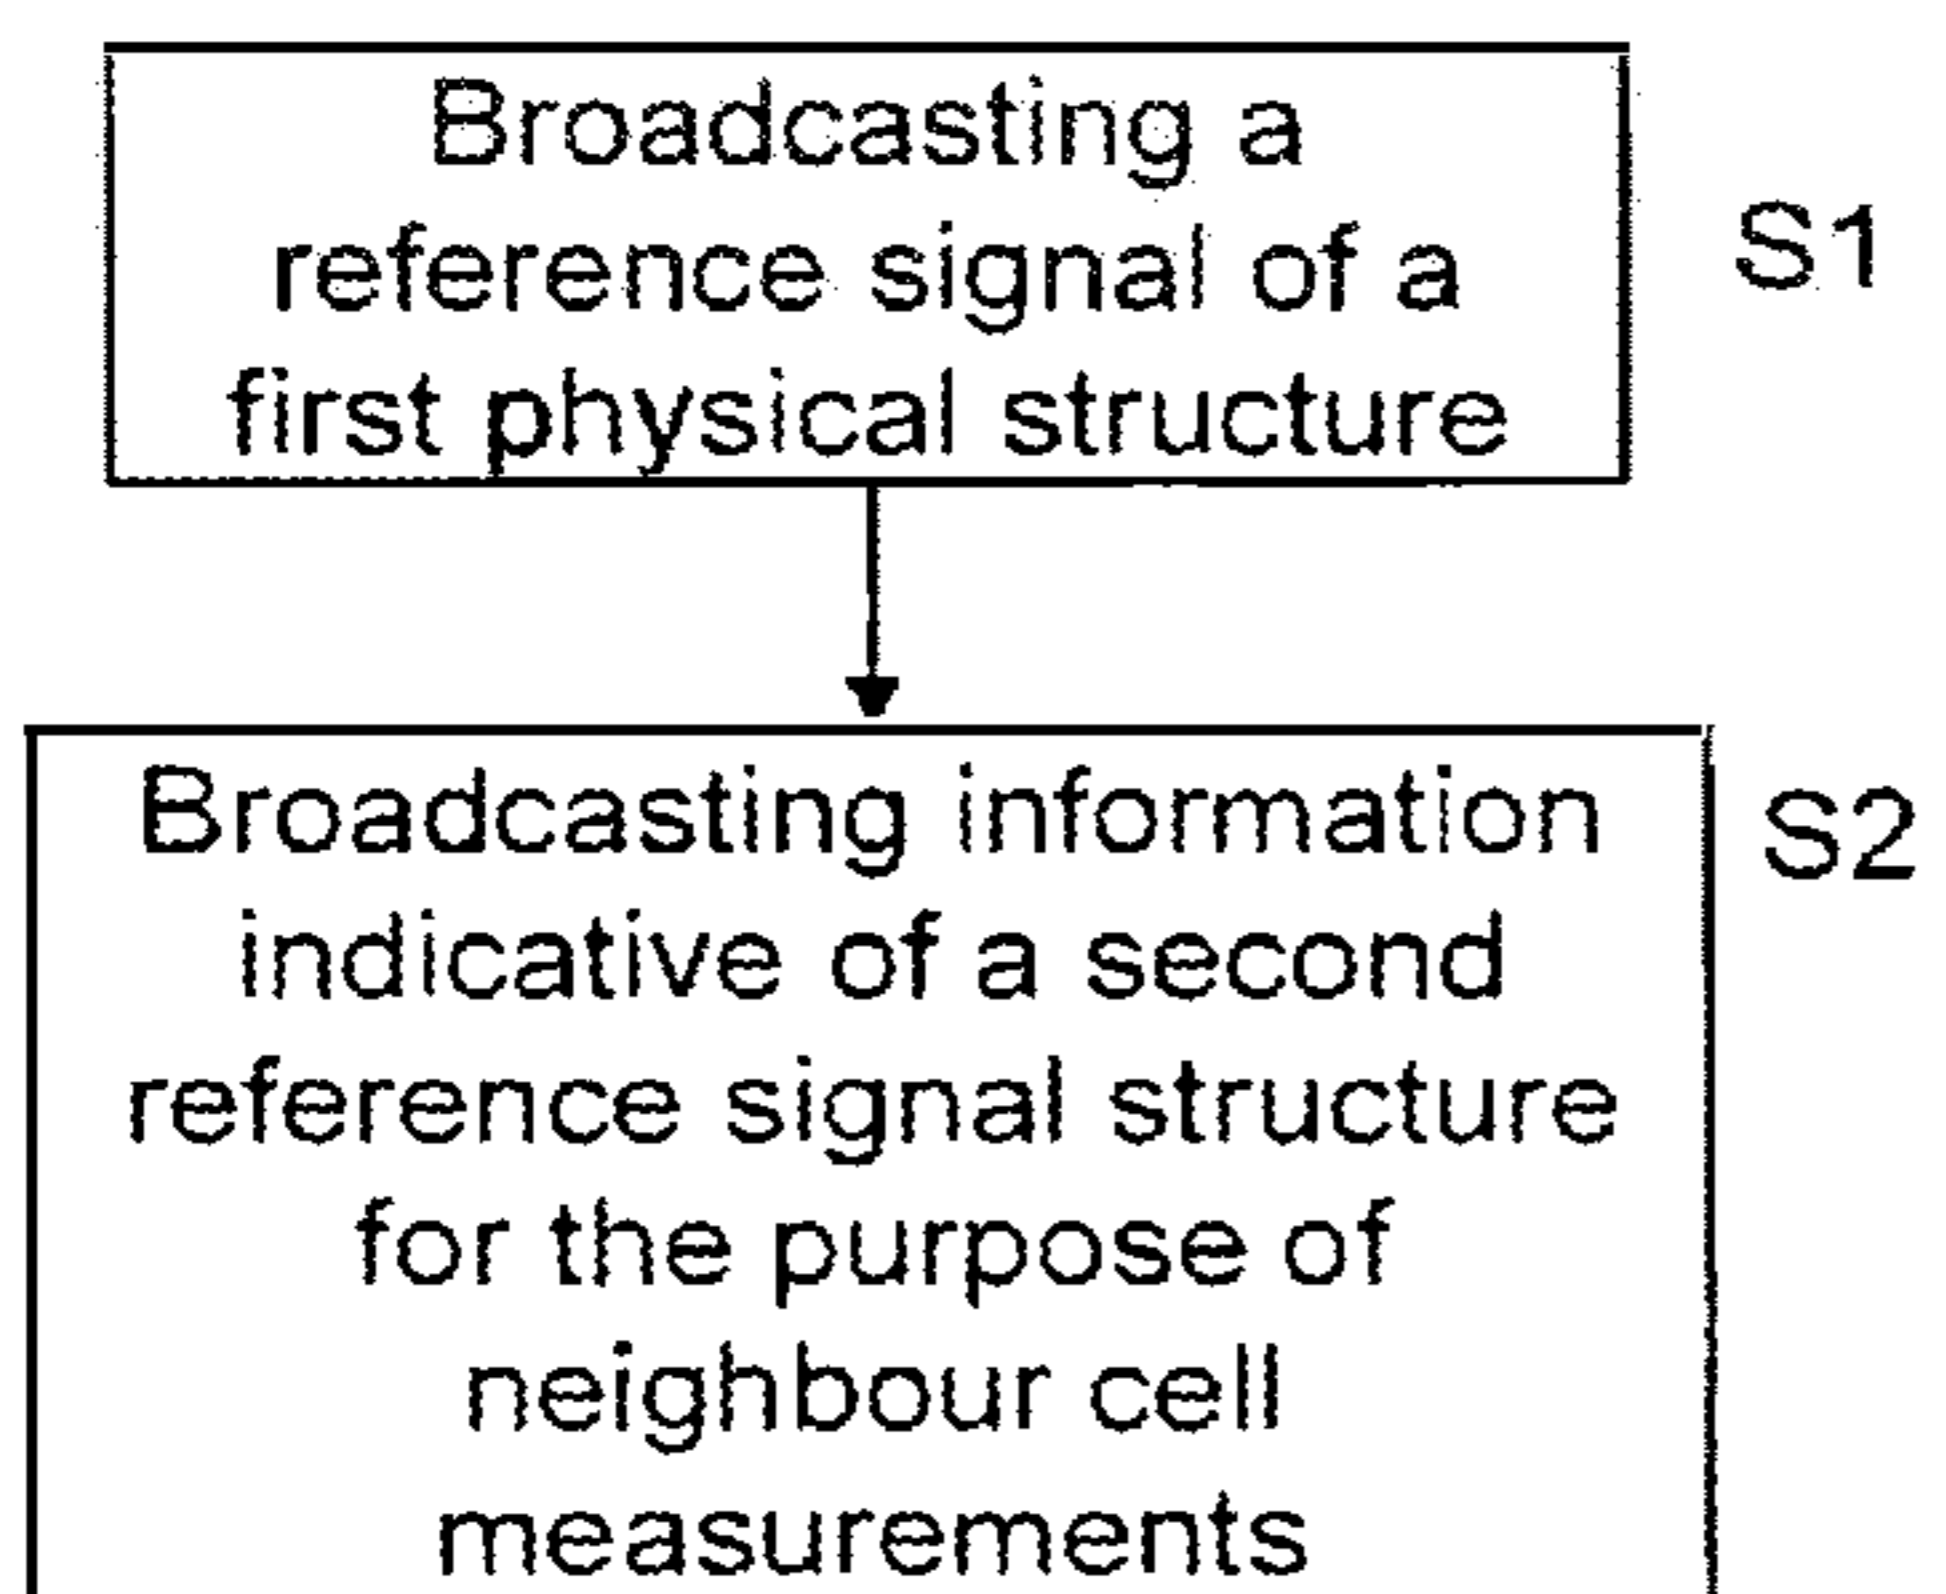 Broadcasting a
reference signal of a
first physical structure
S1
Broadcasting information
indicative of a second
reference signal structure
for the purpose of
neighbour cell
measurements
S2